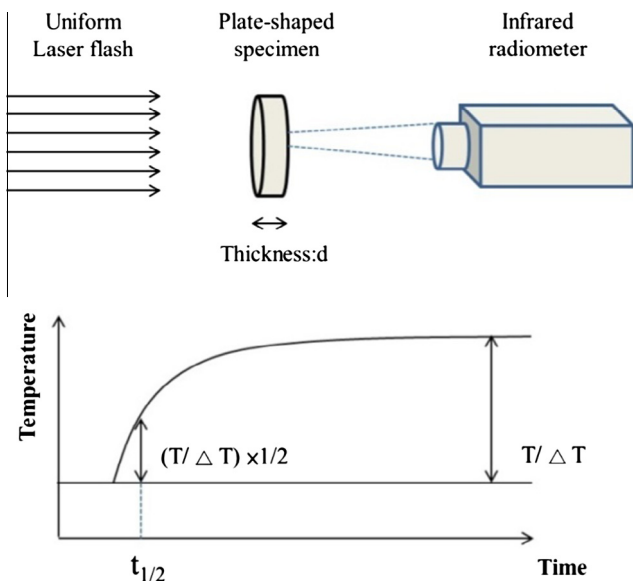 Uniform
Laser flash
Plate-shaped
specimen
Infrared
radiometer
Thickness:d
Temperature
(T/ △ T) ×1/2
T/ △ T
t1/2
Time